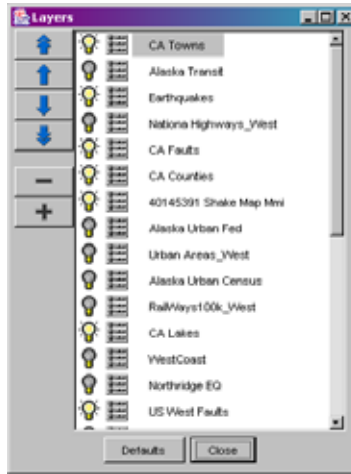 Layers
CA Towns
Alaska Transit
Earthquakes
Nationa Highways_West
CA Faults
CA Counties
40145391 Shake Map Mmi
Alaska Urban Fed
Urban Areas_West
Alaska Urban Census
RailWays100k_West
CA Lakes
WestCoast
Northridge EQ
US West Faults
Defaults Close